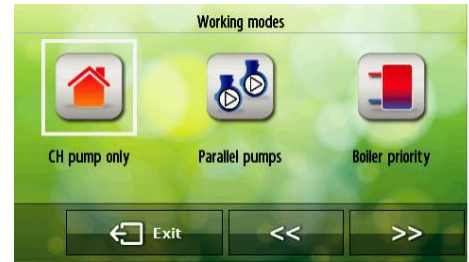 Working modes
CH pump only Parallel pumps Boiler priority
Exit << >>